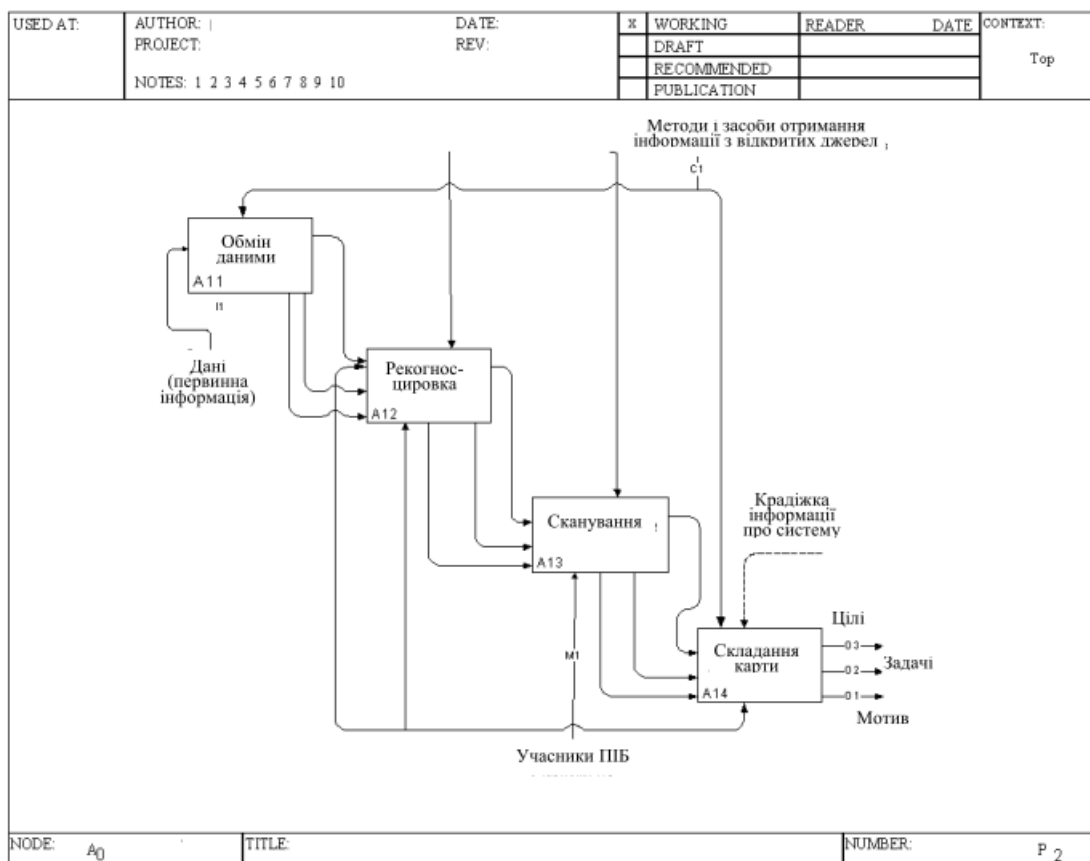 USED AT:
AUTHOR:
DATE:
PROJECT:
REV:
NOTES: 1 2 3 4 5 6 7 8 9 10
X WORKING
DRAFT
RECOMMENDED
PUBLICATION
READER DATE
CONTEXT:
Top
Методи і засоби отримання
інформації з відкритих джерел
C1
Обмін
даними
A11
I1
Дані
(первинна
інформація)
Рекогнос-
цировка
A12
Сканування
A13
Крадіжка
інформації
про систему
M1
Складання
карти
A14
Цілі
O3
Задачі
O2
O1
Мотив
Учасники ПІБ
NODE: A0
TITLE:
NUMBER: P 2